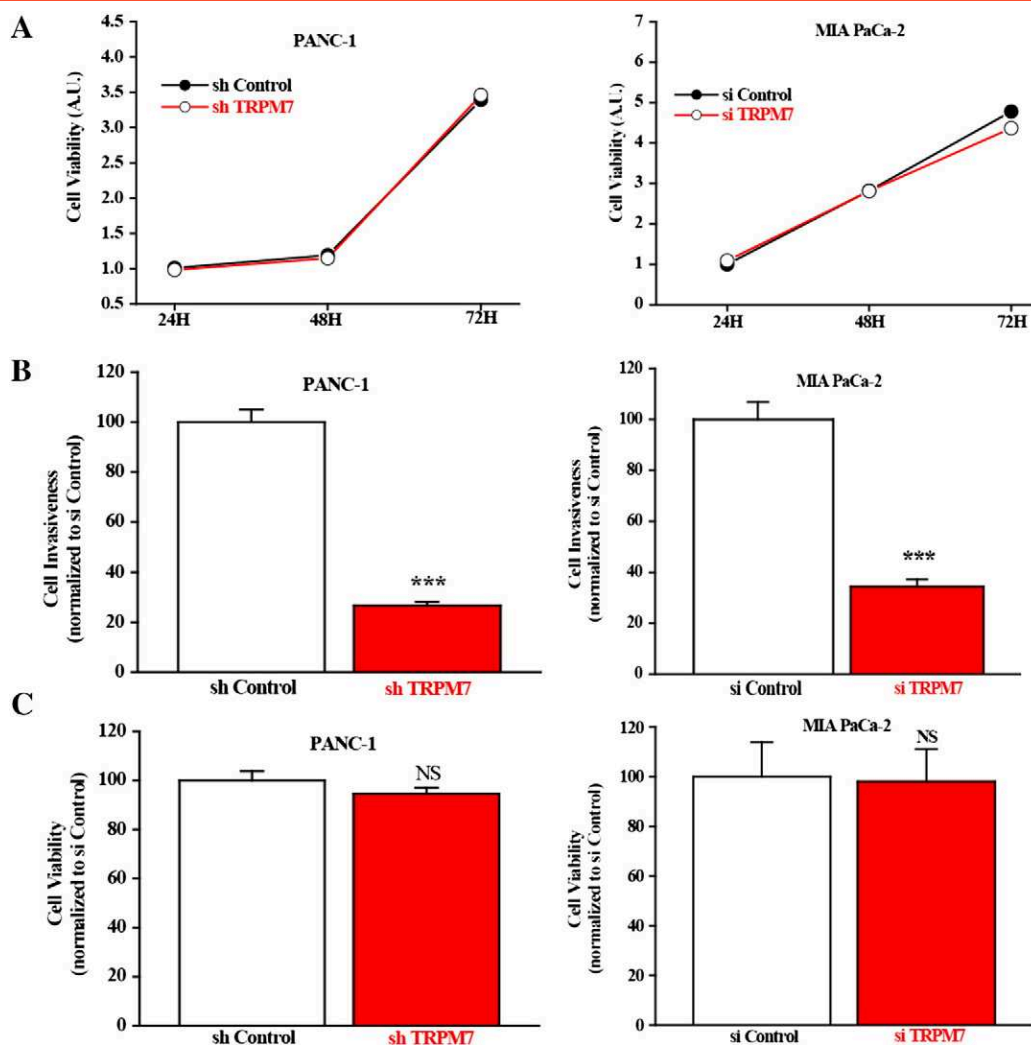 A
PANC-1
sh Control
sh TRPM7
Cell Viability (A.U.)
4.5
4.0
3.5
3.0
2.5
2.0
1.5
1.0
0.5
24H 48H 72H
MIA PaCa-2
si Control
si TRPM7
Cell Viability (A.U.)
7
6
5
4
3
2
1
0
24H 48H 72H
B
PANC-1
Cell Invasiveness
(normalized to si Control)
120
100
80
60
40
20
0
***
sh Control sh TRPM7
MIA PaCa-2
Cell Invasiveness
(normalized to si Control)
120
100
80
60
40
20
0
***
si Control si TRPM7
C
PANC-1
Cell Viability
(normalized to si Control)
120
100
80
60
40
20
0
NS
sh Control sh TRPM7
MIA PaCa-2
Cell Viability
(normalized to si Control)
120
100
80
60
40
20
0
NS
si Control si TRPM7